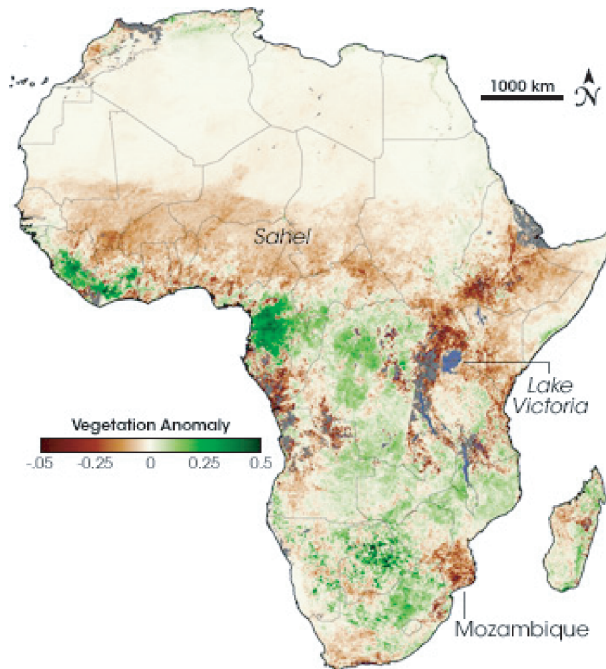 1000 km
N
Sahel
Lake
Victoria
Vegetation Anomaly
-.05 -0.25 0 0.25 0.5
Mozambique